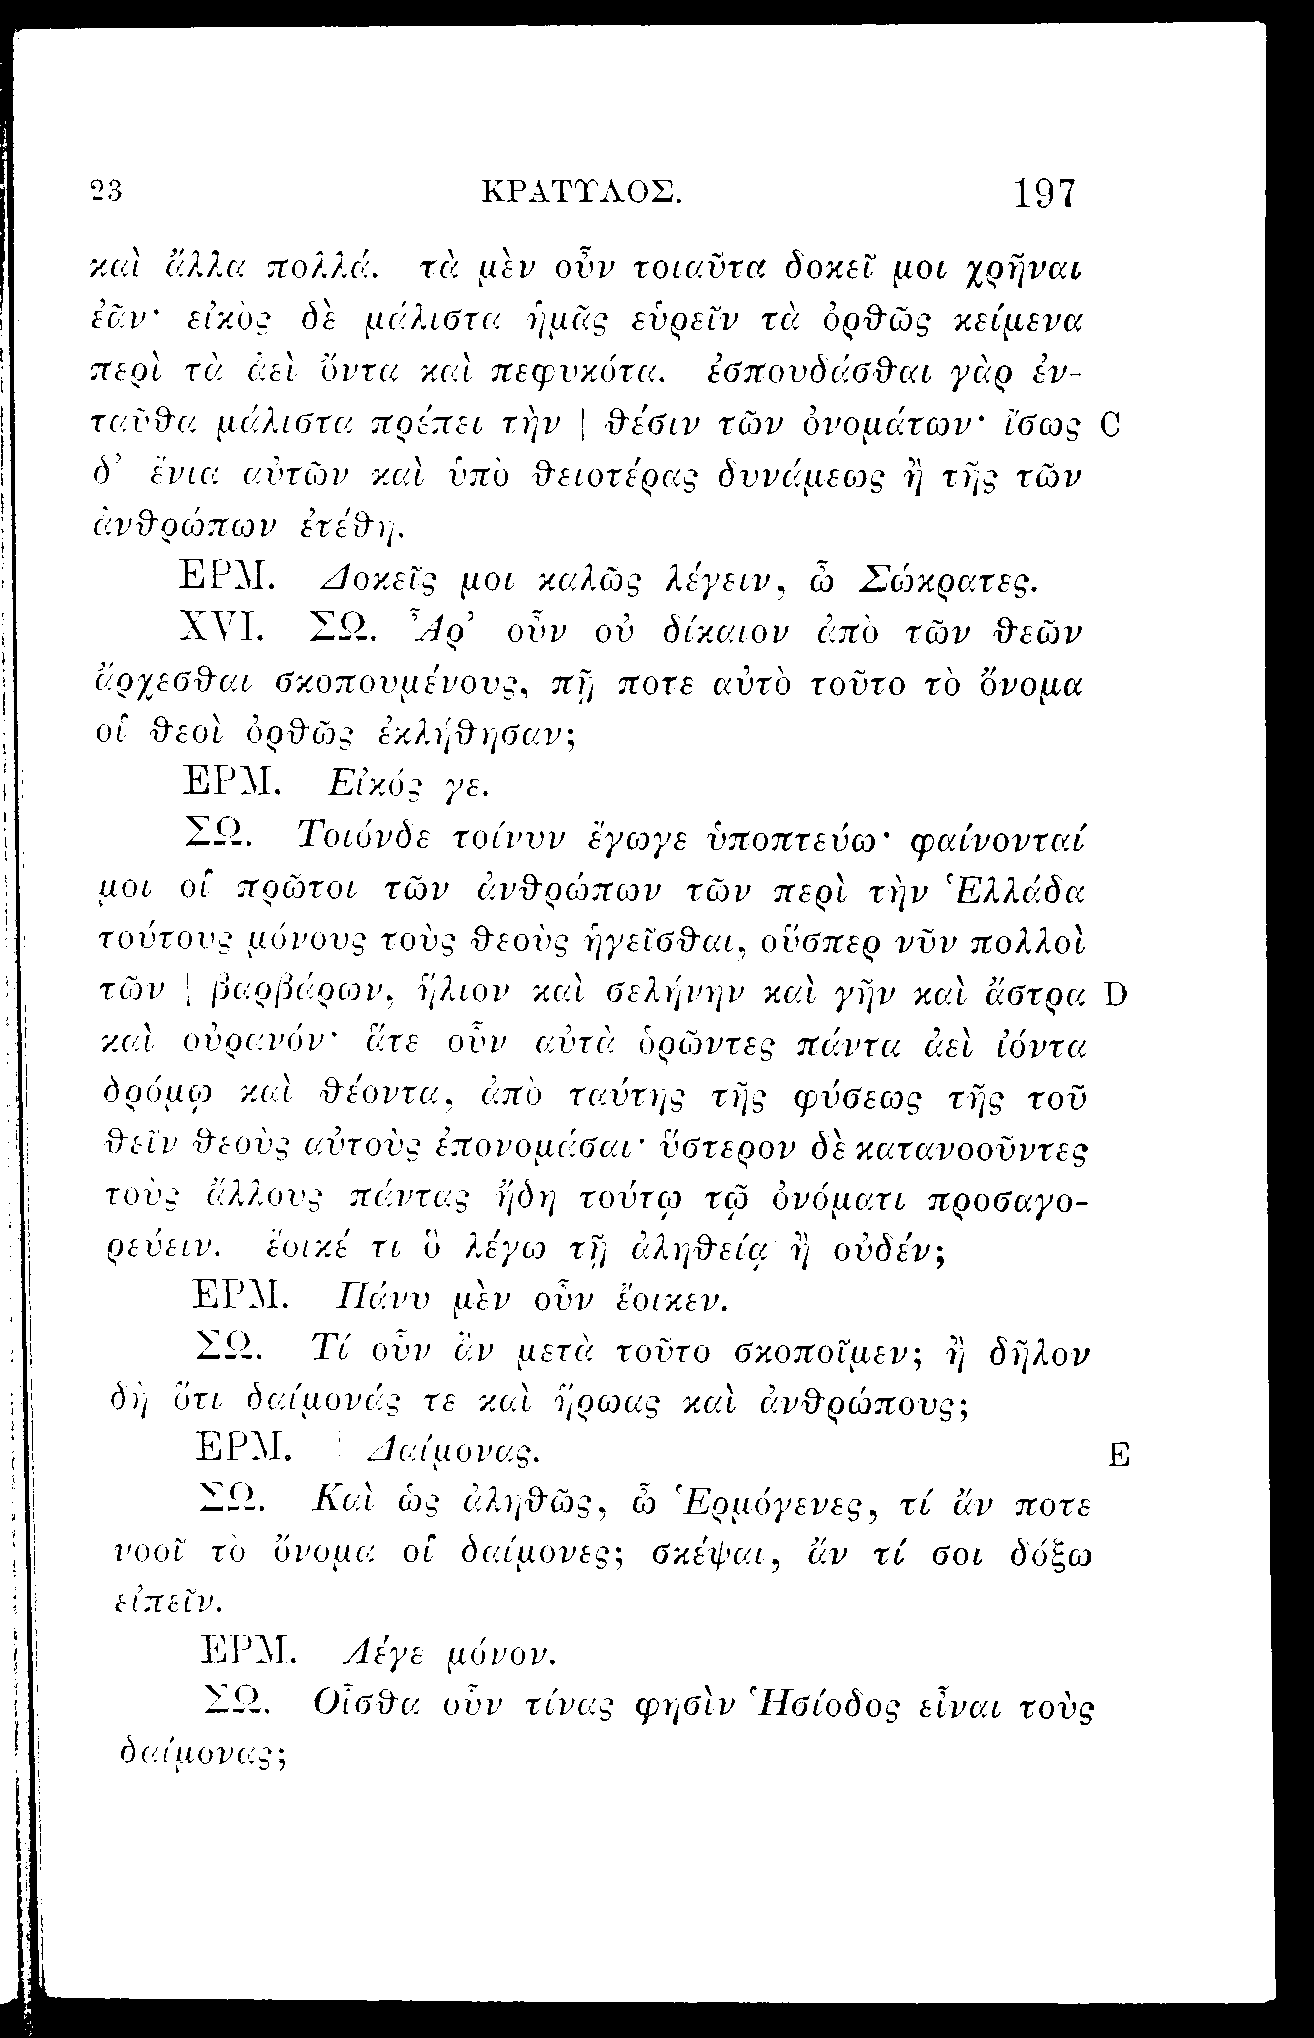 23 ΚΡΑΤΥΛΟΣ. 197
καὶ ἄλλα πολλά. τὰ μὲν οὖν τοιαῦτα δοκεῖ μοι χρῆναι
ἐᾶν· εἰκὸς δὲ μάλιστα ἡμᾶς εὑρεῖν τὰ ὀρθῶς κείμενα
περὶ τὰ ἀεὶ ὄντα καὶ πεφυκότα. ἐσπουδάσθαι γὰρ ἐν-
ταῦθα μάλιστα πρέπει τὴν | θέσιν τῶν ὀνομάτων· ἴσως C
δ’ ἔνια αὐτῶν καὶ ὑπὸ θειοτέρας δυνάμεως ἢ τῆς τῶν
ἀνθρώπων ἐτέθη.
ΕΡΜ. Δοκεῖς μοι καλῶς λέγειν, ὦ Σώκρατες.
XVI. ΣΩ. Ἆρ’ οὖν οὐ δίκαιον ἀπὸ τῶν θεῶν
ἄρχεσθαι σκοπουμένους, πῇ ποτε αὐτὸ τοῦτο τὸ ὄνομα
οἱ θεοὶ ὀρθῶς ἐκλήθησαν;
ΕΡΜ. Εἰκός γε.
ΣΩ. Τοιόνδε τοίνυν ἔγωγε ὑποπτεύω· φαίνονταί
μοι οἱ πρῶτοι τῶν ἀνθρώπων τῶν περὶ τὴν Ἑλλάδα
τούτους μόνους τοὺς θεοὺς ἡγεῖσθαι, οὕσπερ νῦν πολλοὶ
τῶν | βαρβάρων, ἥλιον καὶ σελήνην καὶ γῆν καὶ ἄστρα D
καὶ οὐρανόν· ἅτε οὖν αὐτὰ ὁρῶντες πάντα ἀεὶ ἰόντα
δρόμῳ καὶ θέοντα, ἀπὸ ταύτης τῆς φύσεως τῆς τοῦ
θεῖν θεοὺς αὐτοὺς ἐπονομάσαι· ὕστερον δὲ κατανοοῦντες
τοὺς ἄλλους πάντας ἤδη τούτῳ τῷ ὀνόματι προσαγο-
ρεύειν. ἔοικέ τι ὃ λέγω τῇ ἀληθείᾳ ἢ οὐδέν;
ΕΡΜ. Πάνυ μὲν οὖν ἔοικεν.
ΣΩ. Τί οὖν ἂν μετὰ τοῦτο σκοποῖμεν; ἢ δῆλον
δὴ ὅτι δαίμονάς τε καὶ ἥρωας καὶ ἀνθρώπους;
ΕΡΜ. | Δαίμονας. E
ΣΩ. Καὶ ὡς ἀληθῶς, ὦ Ἑρμόγενες, τί ἄν ποτε
νοοῖ τὸ ὄνομα οἱ δαίμονες; σκέψαι, ἄν τί σοι δόξω
εἰπεῖν.
ΕΡΜ. Λέγε μόνον.
ΣΩ. Οἶσθα οὖν τίνας φησὶν Ἡσίοδος εἶναι τοὺς
δαίμονας;